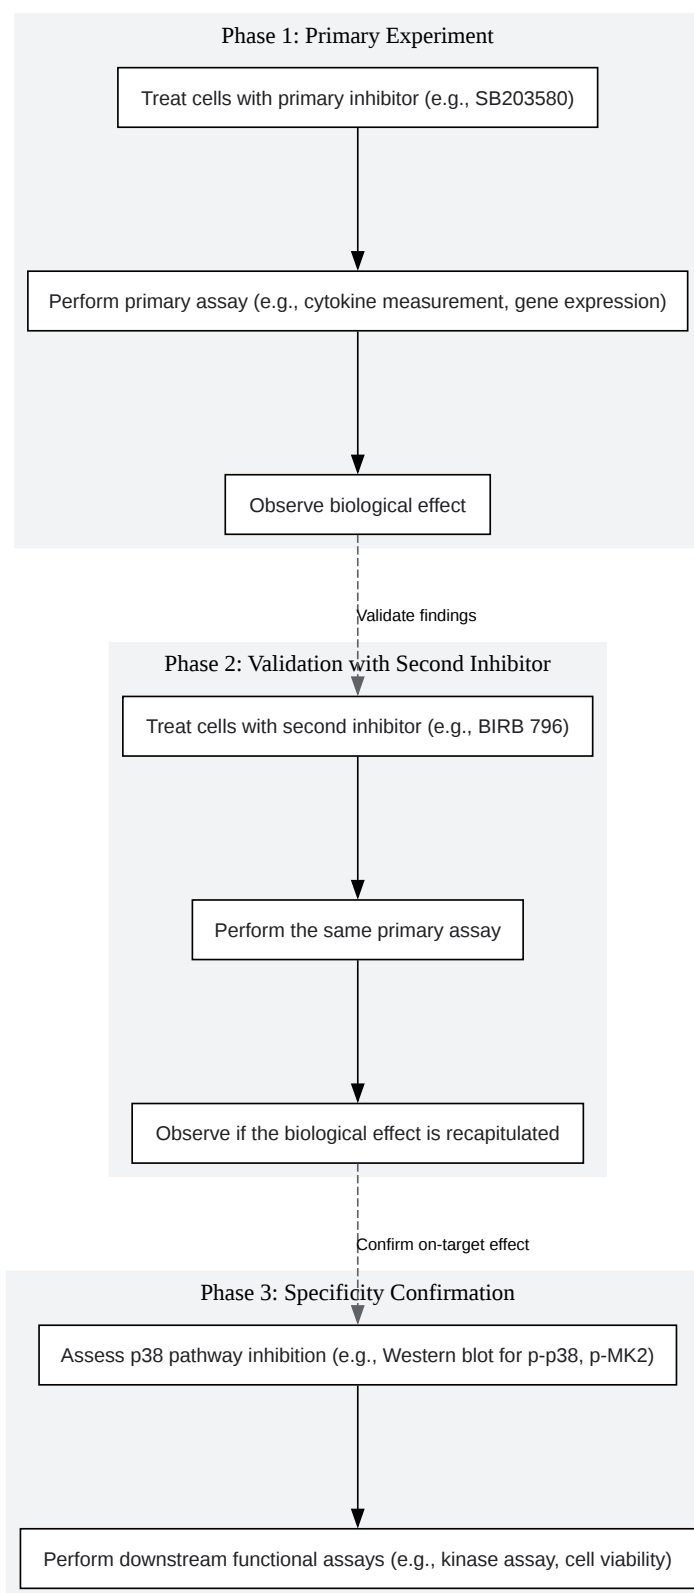 Phase 1: Primary Experiment
Treat cells with primary inhibitor (e.g., SB203580)
Perform primary assay (e.g., cytokine measurement, gene expression)
Observe biological effect
Validate findings
Phase 2: Validation with Second Inhibitor
Treat cells with second inhibitor (e.g., BIRB 796)
Perform the same primary assay
Observe if the biological effect is recapitulated
Confirm on-target effect
Phase 3: Specificity Confirmation
Assess p38 pathway inhibition (e.g., Western blot for p-p38, p-MK2)
Perform downstream functional assays (e.g., kinase assay, cell viability)